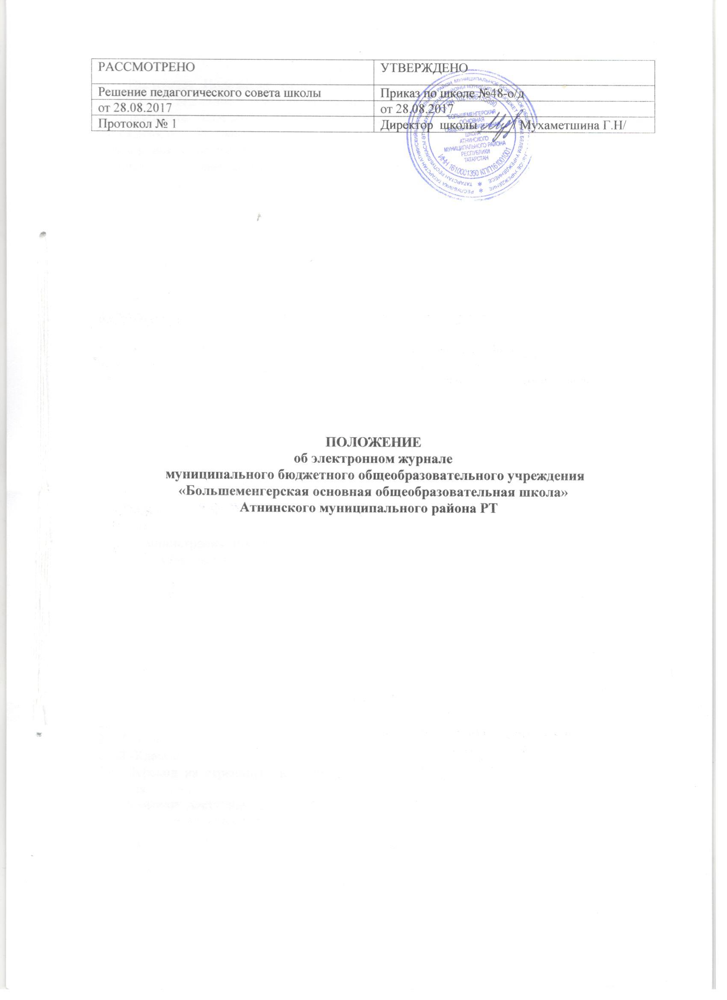 РАССМОТРЕНО
УТВЕРЖДЕНО
Решение педагогического совета школы
Приказ по школе №48-о/д
от 28.08.2017
от 28.08.2017
Протокол № 1
Директор школы / Мухаметшина Г.Н/
"БОЛЬШЕМЕНГЕРСКАЯ
ОСНОВНАЯ
ОБЩЕОБРАЗОВАТЕЛЬНАЯ
ШКОЛА"
АТНИНСКОГО
МУНИЦИПАЛЬНОГО РАЙОНА
РЕСПУБЛИКИ
ТАТАРСТАН
ИНН 1610001350 КПП161001001
ПОЛОЖЕНИЕ
об электронном журнале
муниципального бюджетного общеобразовательного учреждения
«Большеменгерская основная общеобразовательная школа»
Атнинского муниципального района РТ